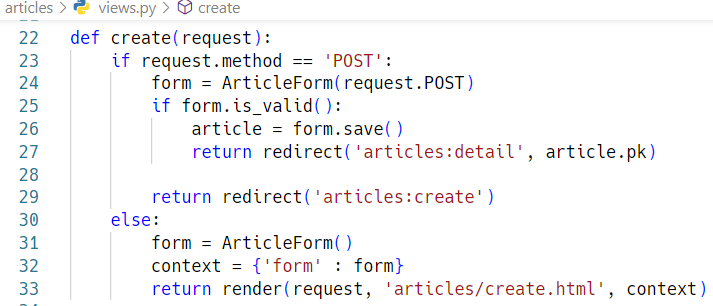 articles > views.py > create
22 def create(request):
23     if request.method == 'POST':
24         form = ArticleForm(request.POST)
25         if form.is_valid():
26             article = form.save()
27             return redirect('articles:detail', article.pk)
28
29         return redirect('articles:create')
30     else:
31         form = ArticleForm()
32         context = {'form' : form}
33         return render(request, 'articles/create.html', context)